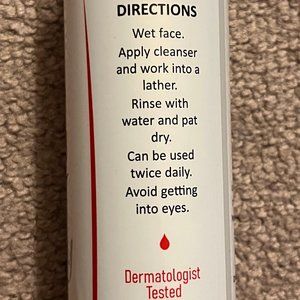 DIRECTIONS
Wet face.
Apply cleanser
and work into a
lather.
Rinse with
water and pat
dry.
Can be used
twice daily.
Avoid getting
into eyes.
Dermatologist
Tested